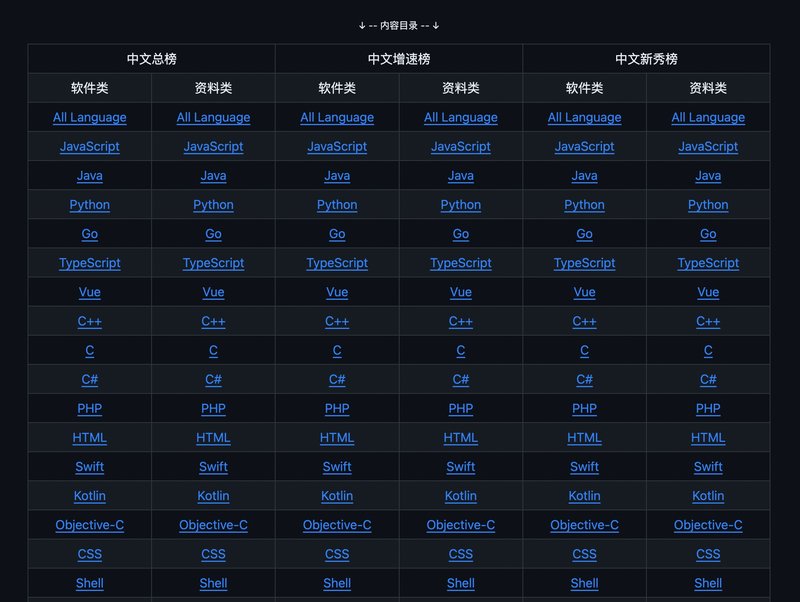 ↓ -- 内容目录 -- ↓
中文总榜 中文增速榜 中文新秀榜
软件类 资料类 软件类 资料类 软件类 资料类
All Language All Language All Language All Language All Language All Language
JavaScript JavaScript JavaScript JavaScript JavaScript JavaScript
Java Java Java Java Java Java
Python Python Python Python Python Python
Go Go Go Go Go Go
TypeScript TypeScript TypeScript TypeScript TypeScript TypeScript
Vue Vue Vue Vue Vue Vue
C++ C++ C++ C++ C++ C++
C C C C C C
C# C# C# C# C# C#
PHP PHP PHP PHP PHP PHP
HTML HTML HTML HTML HTML HTML
Swift Swift Swift Swift Swift Swift
Kotlin Kotlin Kotlin Kotlin Kotlin Kotlin
Objective-C Objective-C Objective-C Objective-C Objective-C Objective-C
CSS CSS CSS CSS CSS CSS
Shell Shell Shell Shell Shell Shell